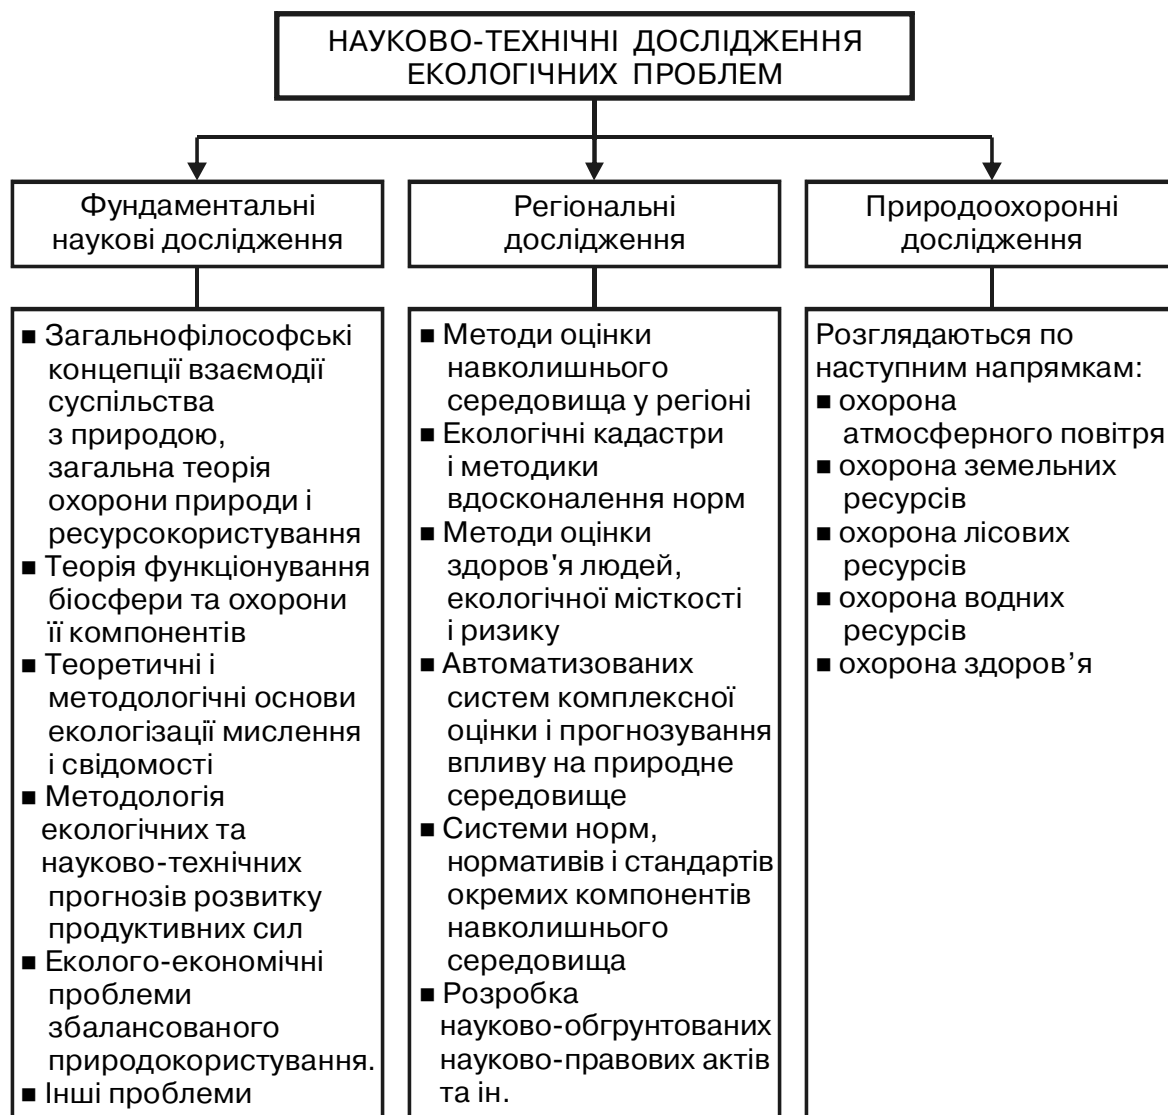 НАУКОВО-ТЕХНІЧНІ ДОСЛІДЖЕННЯ
ЕКОЛОГІЧНИХ ПРОБЛЕМ
Фундаментальні
наукові дослідження
■ Загальнофілософські
концепції взаємодії
суспільства
з природою,
загальна теорія
охорони природи і
ресурсокористування
■ Теорія функціонування
біосфери та охорони
її компонентів
■ Теоретичні і
методологічні основи
екологізації мислення
і свідомості
■ Методологія
екологічних та
науково-технічних
прогнозів розвитку
продуктивних сил
■ Еколого-економічні
проблеми
збалансованого
природокористування.
■ Інші проблеми
Регіональні
дослідження
■ Методи оцінки
навколишнього
середовища у регіоні
■ Екологічні кадастри
і методики
вдосконалення норм
■ Методи оцінки
здоров'я людей,
екологічної місткості
і ризику
■ Автоматизованих
систем комплексної
оцінки і прогнозування
впливу на природне
середовище
■ Системи норм,
нормативів і стандартів
окремих компонентів
навколишнього
середовища
■ Розробка
науково-обгрунтованих
науково-правових актів
та ін.
Природоохоронні
дослідження
Розглядаються по
наступним напрямкам:
■ охорона
атмосферного повітря
■ охорона земельних
ресурсів
■ охорона лісових
ресурсів
■ охорона водних
ресурсів
■ охорона здоров’я